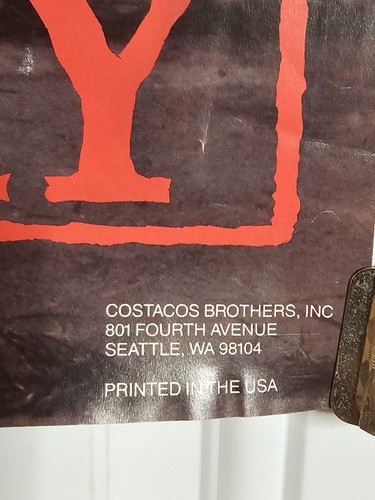 Y
COSTACOS BROTHERS, INC
801 FOURTH AVENUE
SEATTLE, WA 98104
PRINTED IN THE USA